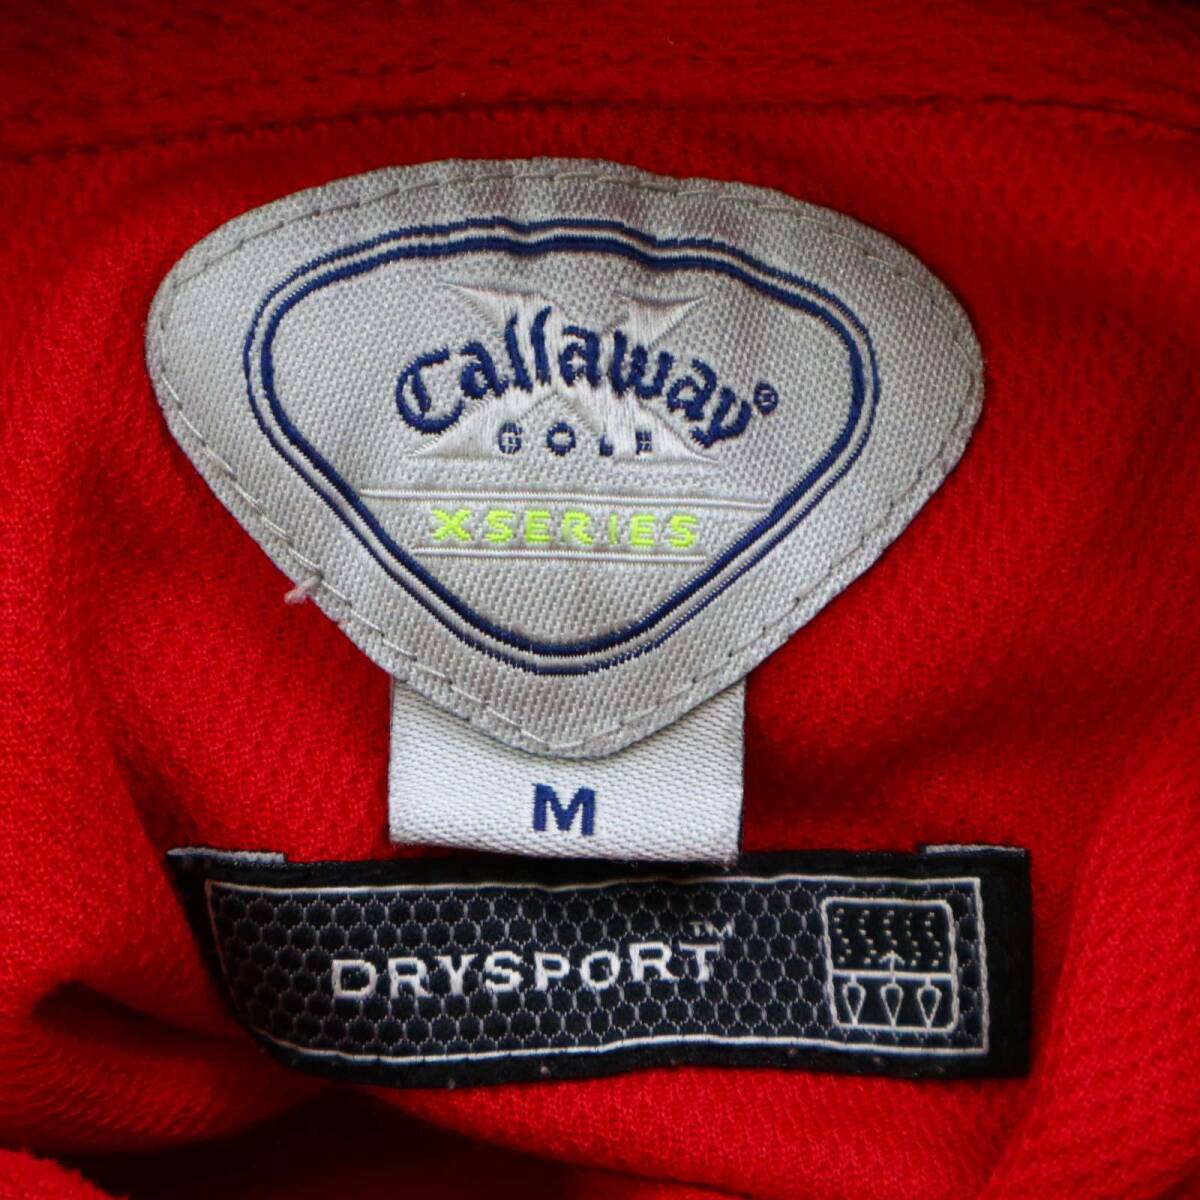 Callaway®
GOLF
XSERIES
M
DRYSPORT™